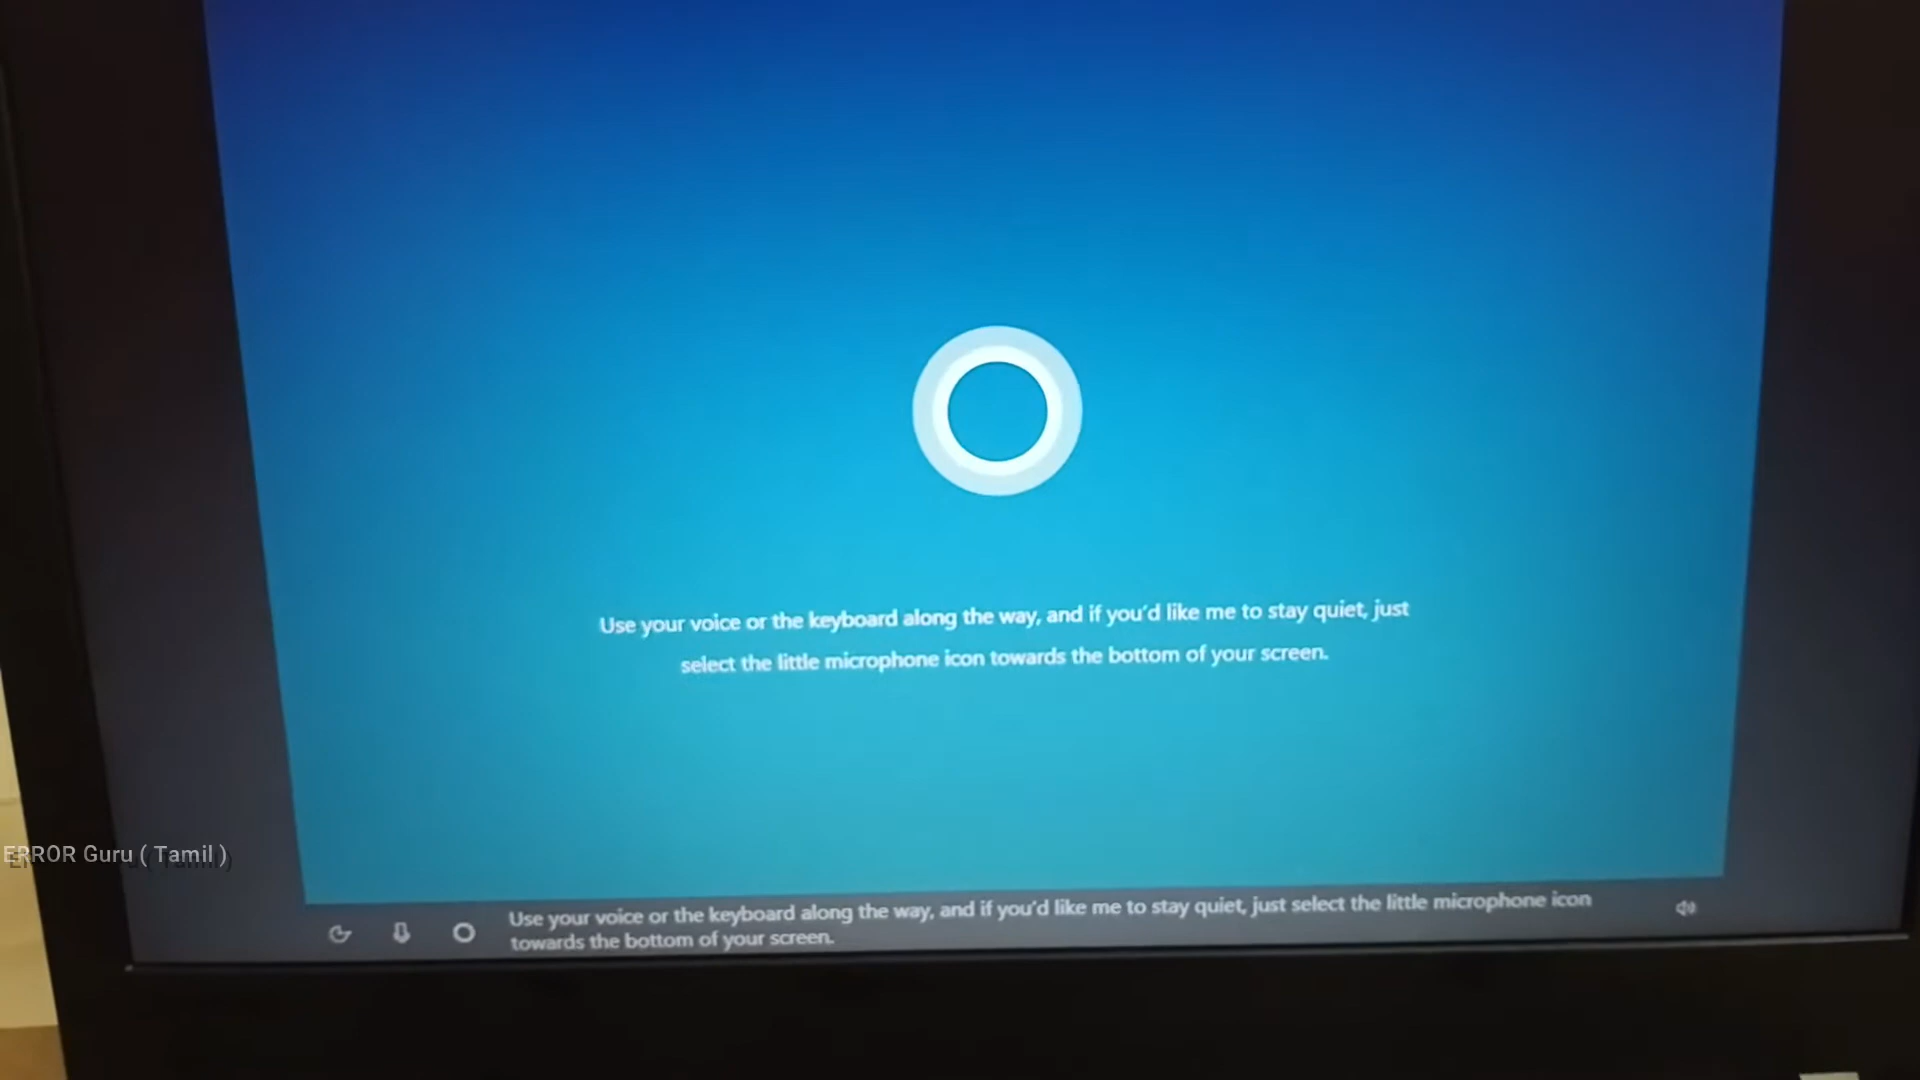 Use your voice or the keyboard along the way, and if you'd like me to stay quiet, just
select the little microphone icon towards the bottom of your screen.
ERROR Guru ( Tamil )
Use your voice or the keyboard along the way, and if you'd like me to stay quiet, just select the little microphone icon
towards the bottom of your screen.